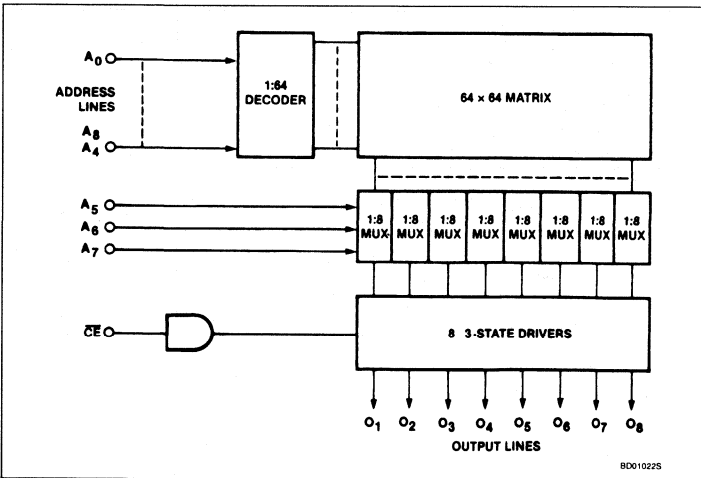 A0
ADDRESS
LINES
A8
A4
1:64
DECODER
64 × 64 MATRIX
A5
A6
A7
1:8
MUX
1:8
MUX
1:8
MUX
1:8
MUX
1:8
MUX
1:8
MUX
1:8
MUX
1:8
MUX
CE
8 3-STATE DRIVERS
O1 O2 O3 O4 O5 O6 O7 O8
OUTPUT LINES
BD01022S